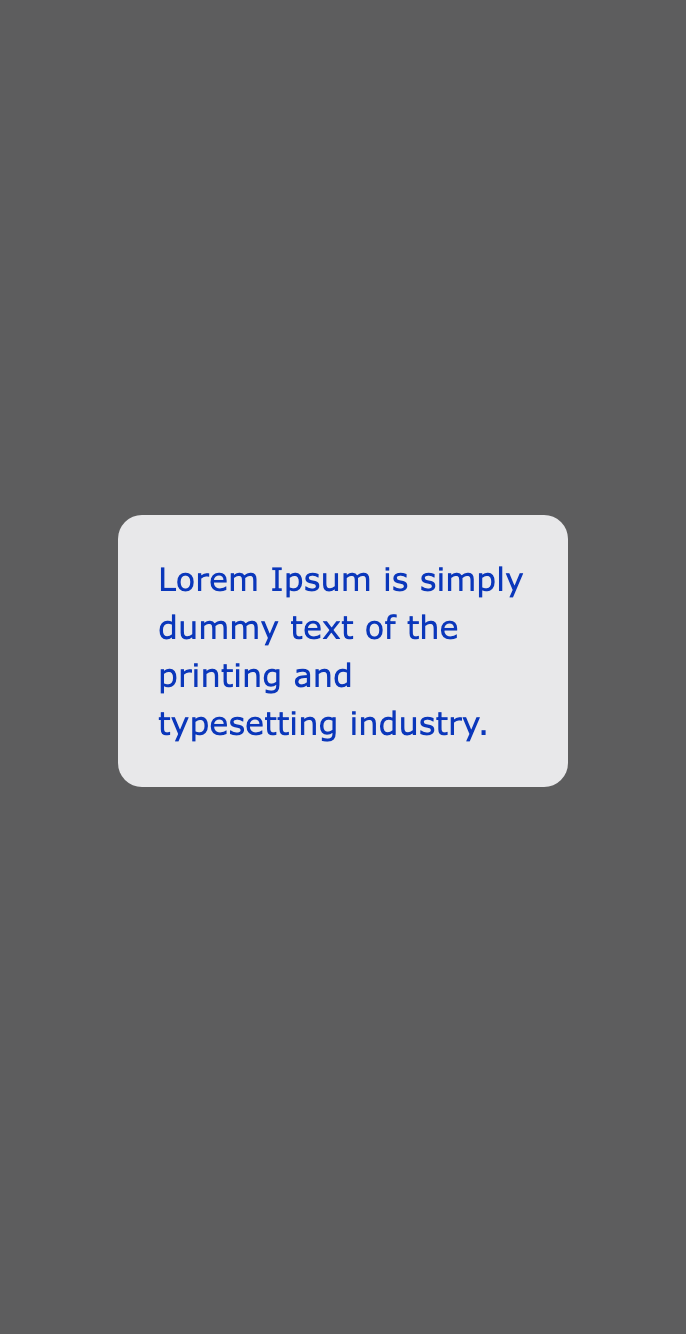 Lorem Ipsum is simply
dummy text of the
printing and
typesetting industry.